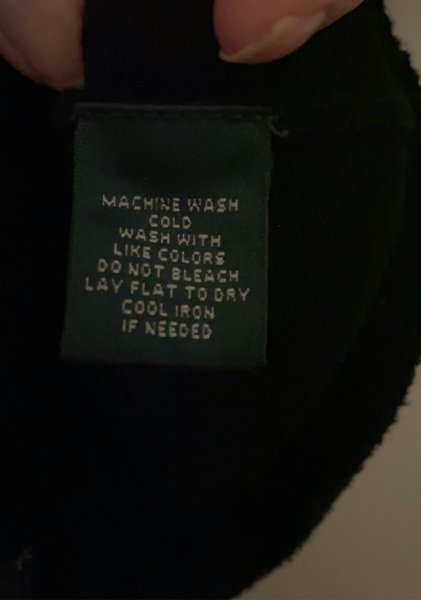 MACHINE WASH
COLD
WASH WITH
LIKE COLORS
DO NOT BLEACH
LAY FLAT TO DRY
COOL IRON
IF NEEDED